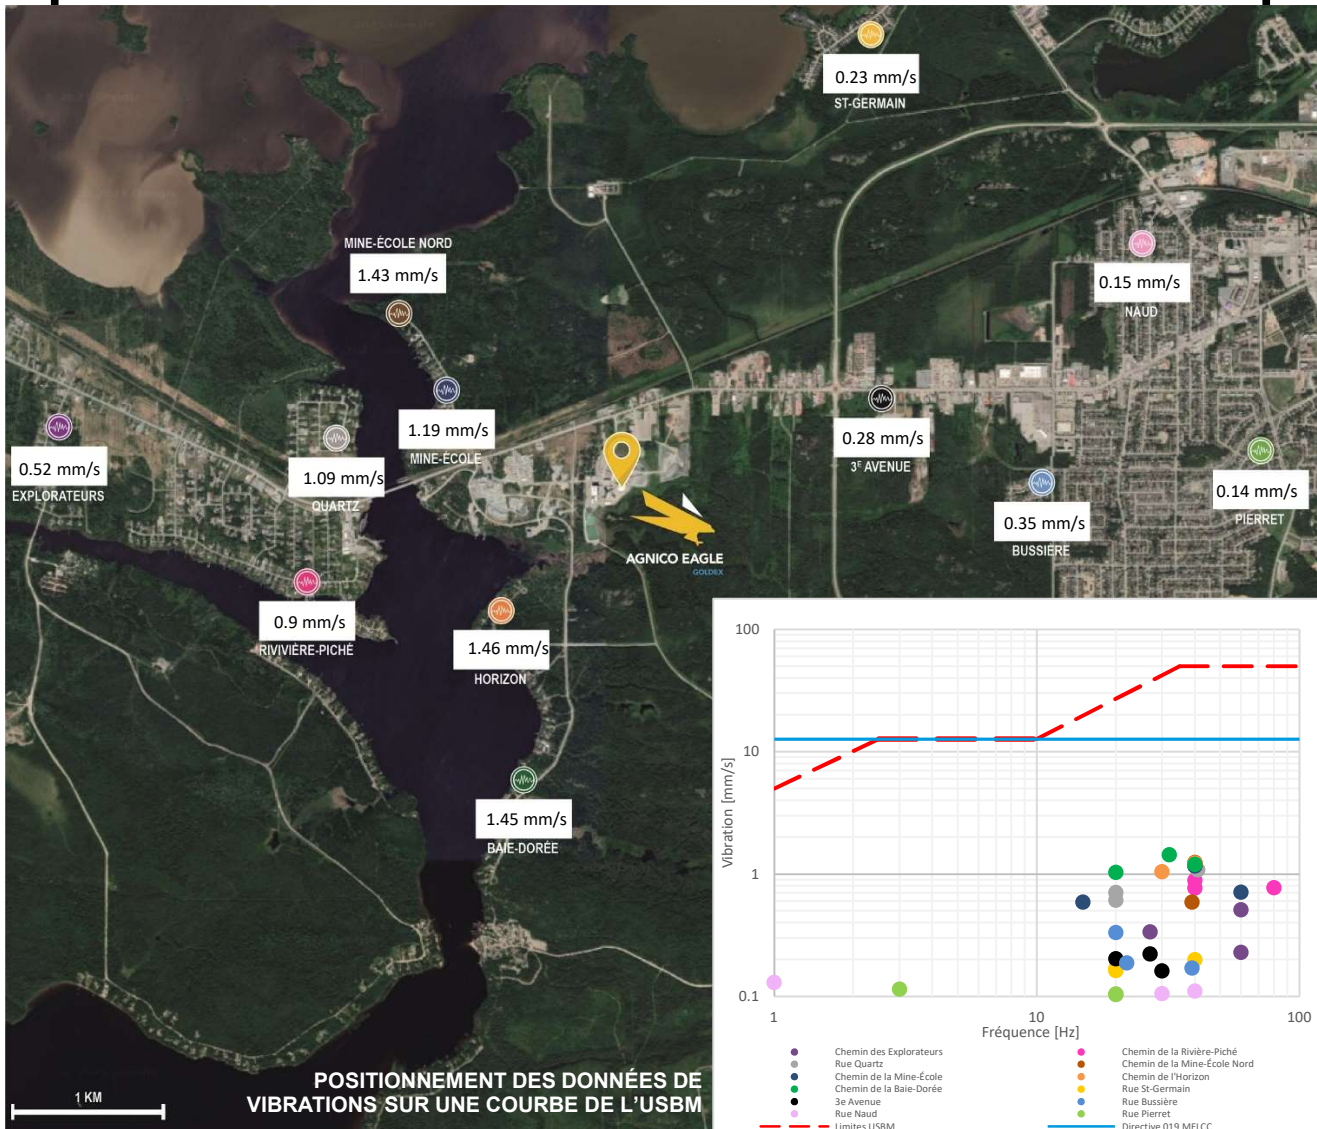 0.23 mm/s
ST-GERMAIN
MINE-ÉCOLE NORD
1.43 mm/s
0.15 mm/s
NAUD
1.19 mm/s
MINE-ÉCOLE
0.52 mm/s
EXPLORATEURS
1.09 mm/s
QUARTZ
0.28 mm/s
3E AVENUE
0.35 mm/s
BUSSIÈRE
0.14 mm/s
PIERRET
AGNICO EAGLE
GOLDEX
0.9 mm/s
RIVIVIÈRE-PICHÉ
1.46 mm/s
HORIZON
1.45 mm/s
BAIE-DORÉE
1 KM
POSITIONNEMENT DES DONNÉES DE
VIBRATIONS SUR UNE COURBE DE L'USBM
100
10
1
0.1
Vibration [mm/s]
1
10
100
Fréquence [Hz]
Chemin des Explorateurs
Chemin de la Rivière-Piché
Rue Quartz
Chemin de la Mine-École Nord
Chemin de la Mine-École
Chemin de l'Horizon
Chemin de la Baie-Dorée
Rue St-Germain
3e Avenue
Rue Bussière
Rue Naud
Rue Pierret
Limites USBM
Directive 019 MELCC